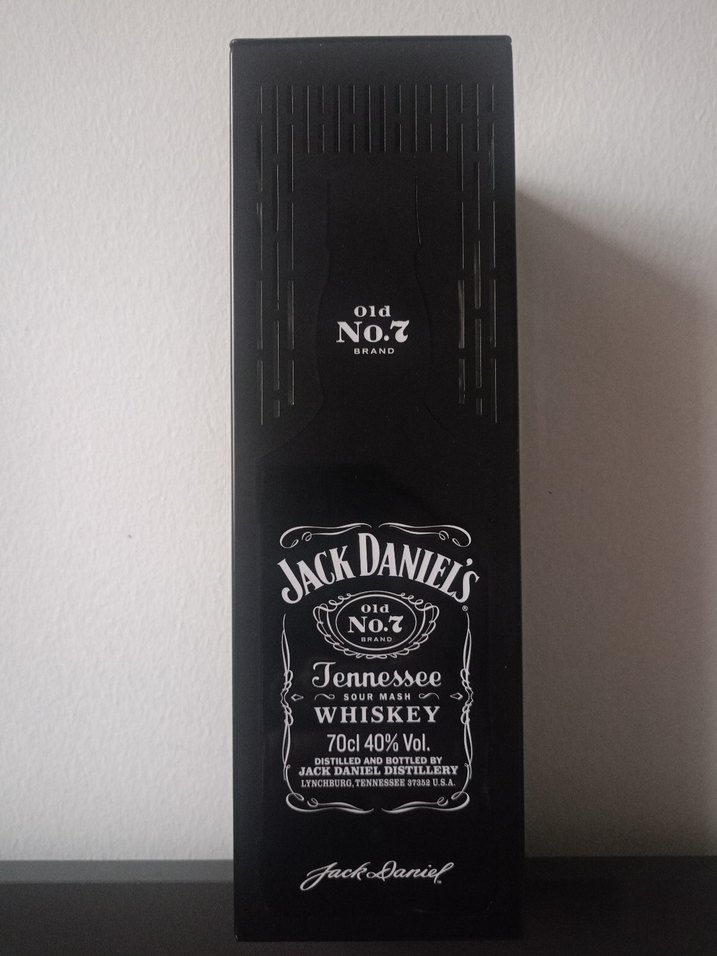 Old
No.7
BRAND
JACK DANIEL'S
®
Old
No.7
BRAND
Tennessee
SOUR MASH
WHISKEY
70cl 40% Vol.
DISTILLED AND BOTTLED BY
JACK DANIEL DISTILLERY
LYNCHBURG, TENNESSEE 37352 U.S.A.
Jack Daniel™